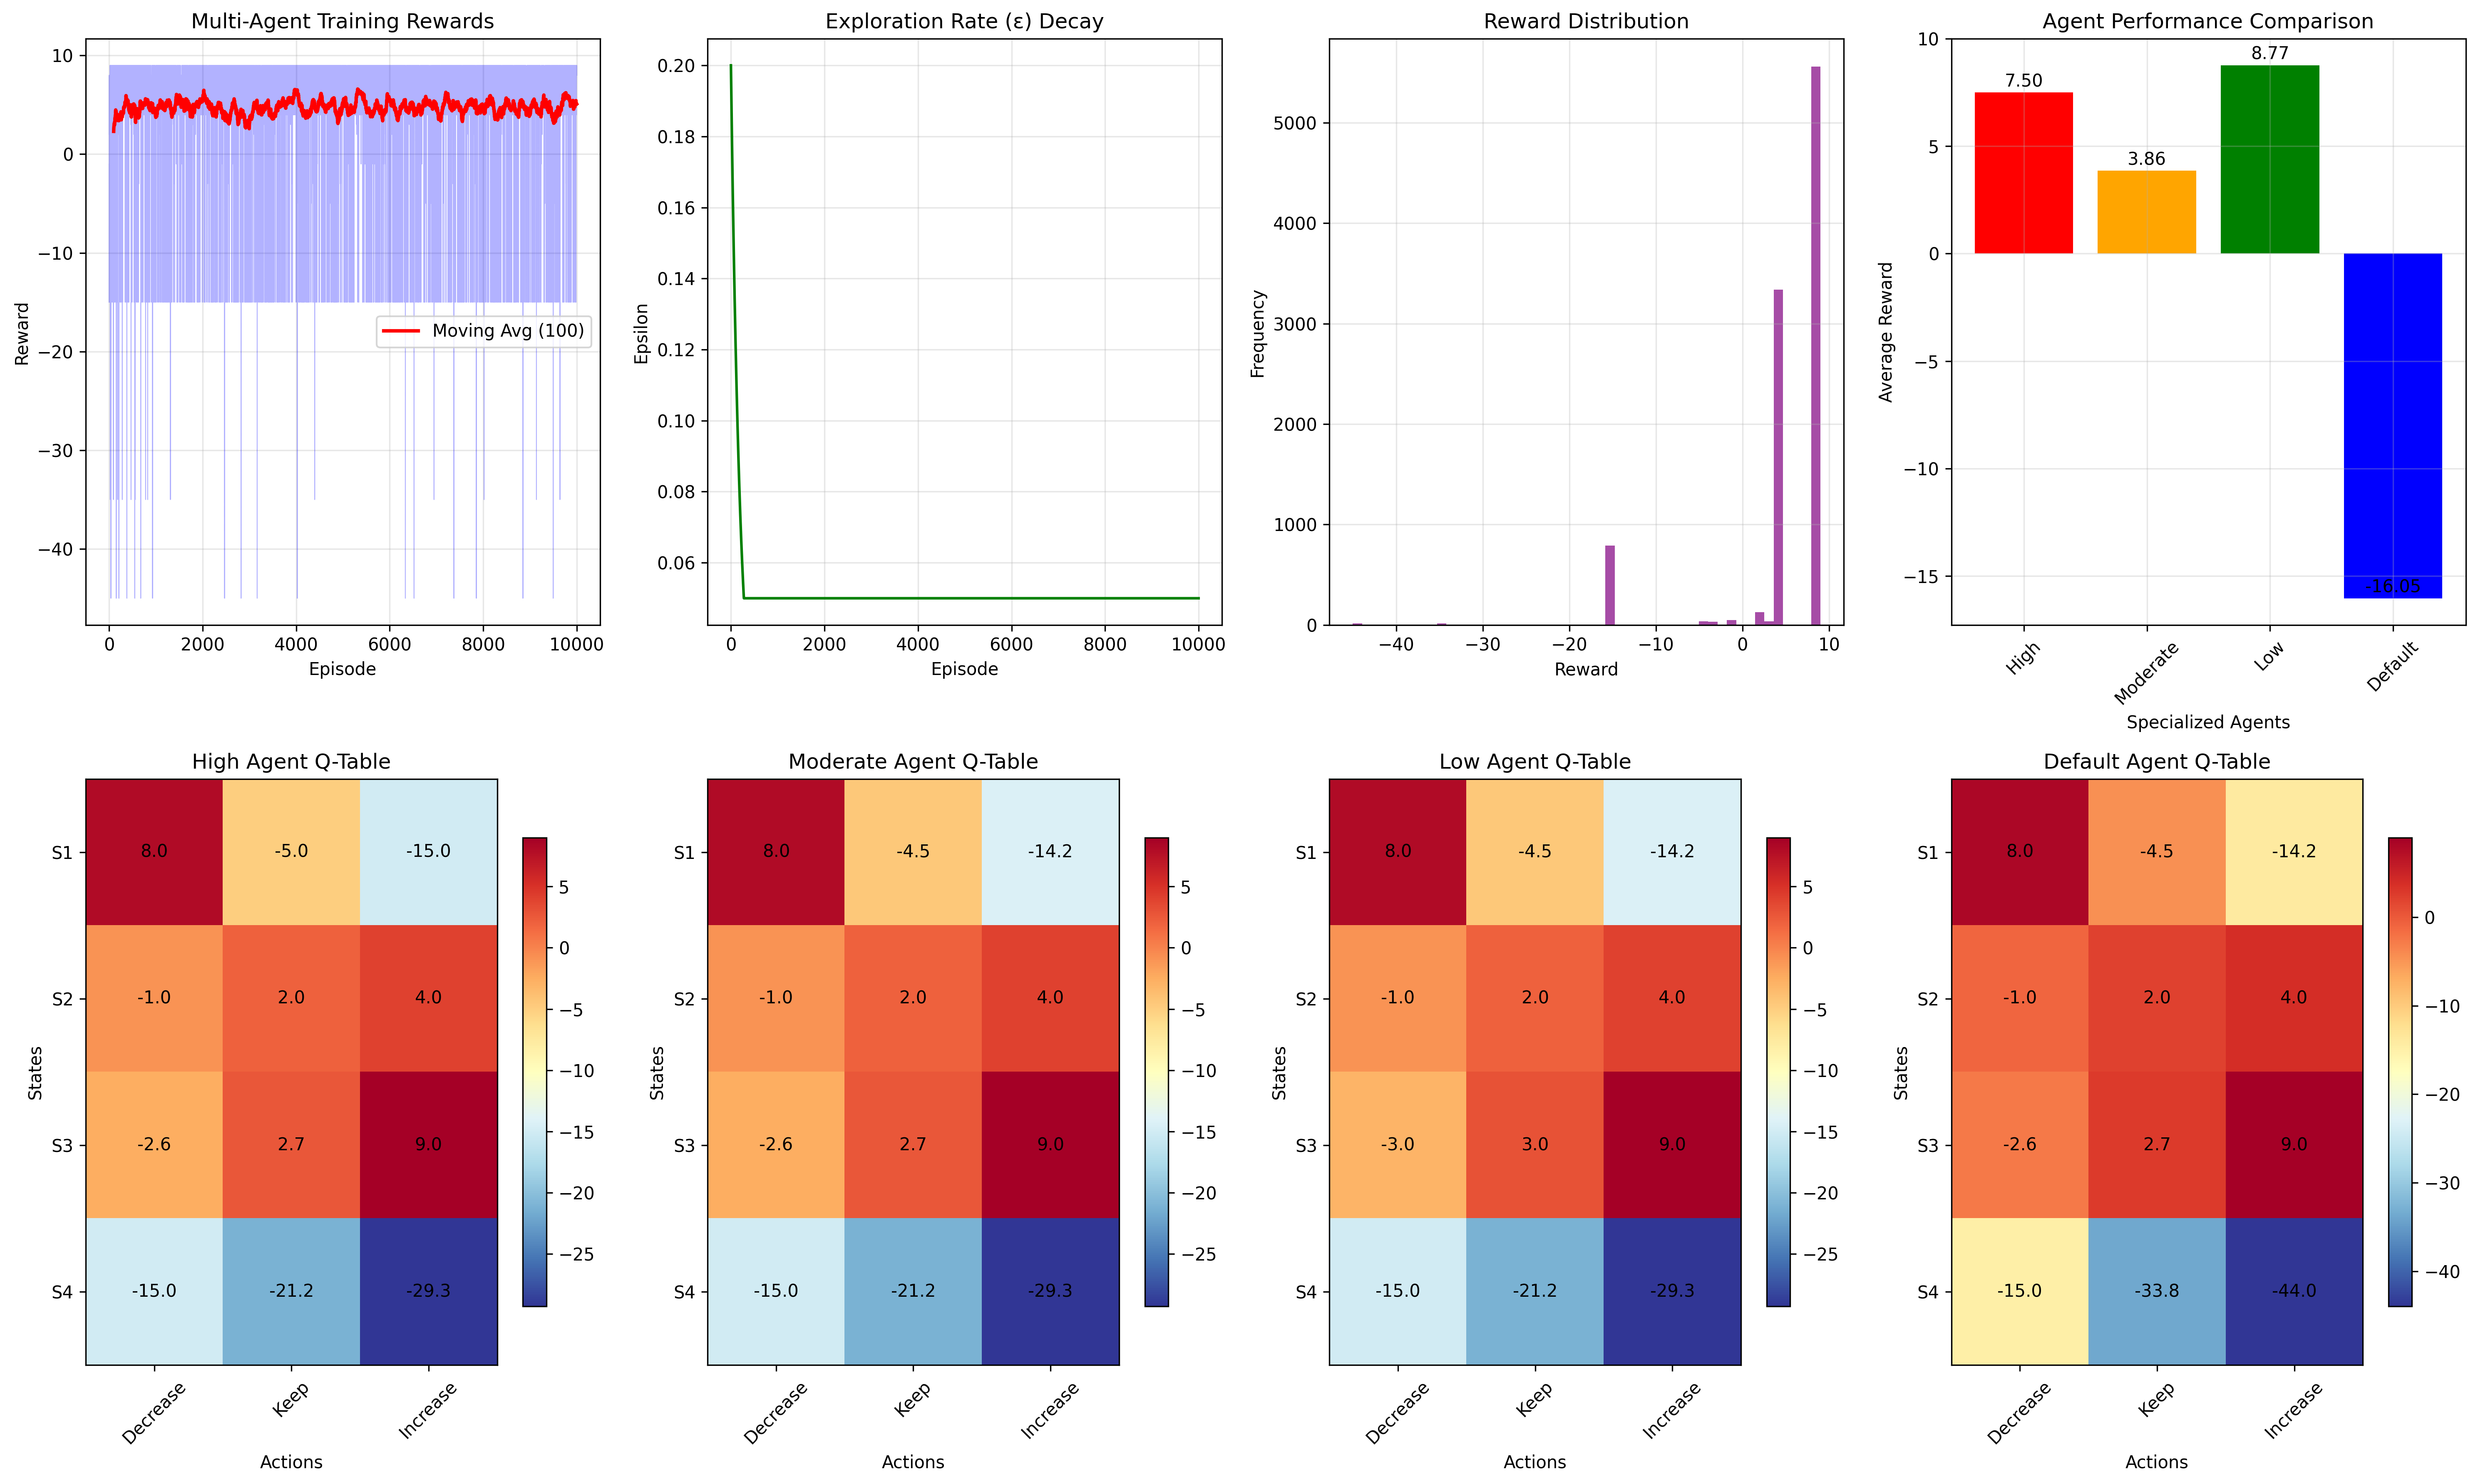 Multi-Agent Training Rewards
10
0
−10
−20
−30
−40
Reward
Moving Avg (100)
0
2000
4000
6000
8000
10000
Episode
Exploration Rate (ε) Decay
0.20
0.18
0.16
0.14
0.12
0.10
0.08
0.06
Epsilon
0
2000
4000
6000
8000
10000
Episode
Reward Distribution
5000
4000
3000
2000
1000
0
Frequency
−40
−30
−20
−10
0
10
Reward
Agent Performance Comparison
10
5
0
−5
−10
−15
Average Reward
7.50
3.86
8.77
-16.05
High
Moderate
Low
Default
Specialized Agents
High Agent Q-Table
States
S1
8.0
-5.0
-15.0
S2
-1.0
2.0
4.0
S3
-2.6
2.7
9.0
S4
-15.0
-21.2
-29.3
Decrease
Keep
Increase
Actions
5
0
−5
−10
−15
−20
−25
Moderate Agent Q-Table
States
S1
8.0
-4.5
-14.2
S2
-1.0
2.0
4.0
S3
-2.6
2.7
9.0
S4
-15.0
-21.2
-29.3
Decrease
Keep
Increase
Actions
5
0
−5
−10
−15
−20
−25
Low Agent Q-Table
States
S1
8.0
-4.5
-14.2
S2
-1.0
2.0
4.0
S3
-3.0
3.0
9.0
S4
-15.0
-21.2
-29.3
Decrease
Keep
Increase
Actions
5
0
−5
−10
−15
−20
−25
Default Agent Q-Table
States
S1
8.0
-4.5
-14.2
S2
-1.0
2.0
4.0
S3
-2.6
2.7
9.0
S4
-15.0
-33.8
-44.0
Decrease
Keep
Increase
Actions
0
−10
−20
−30
−40